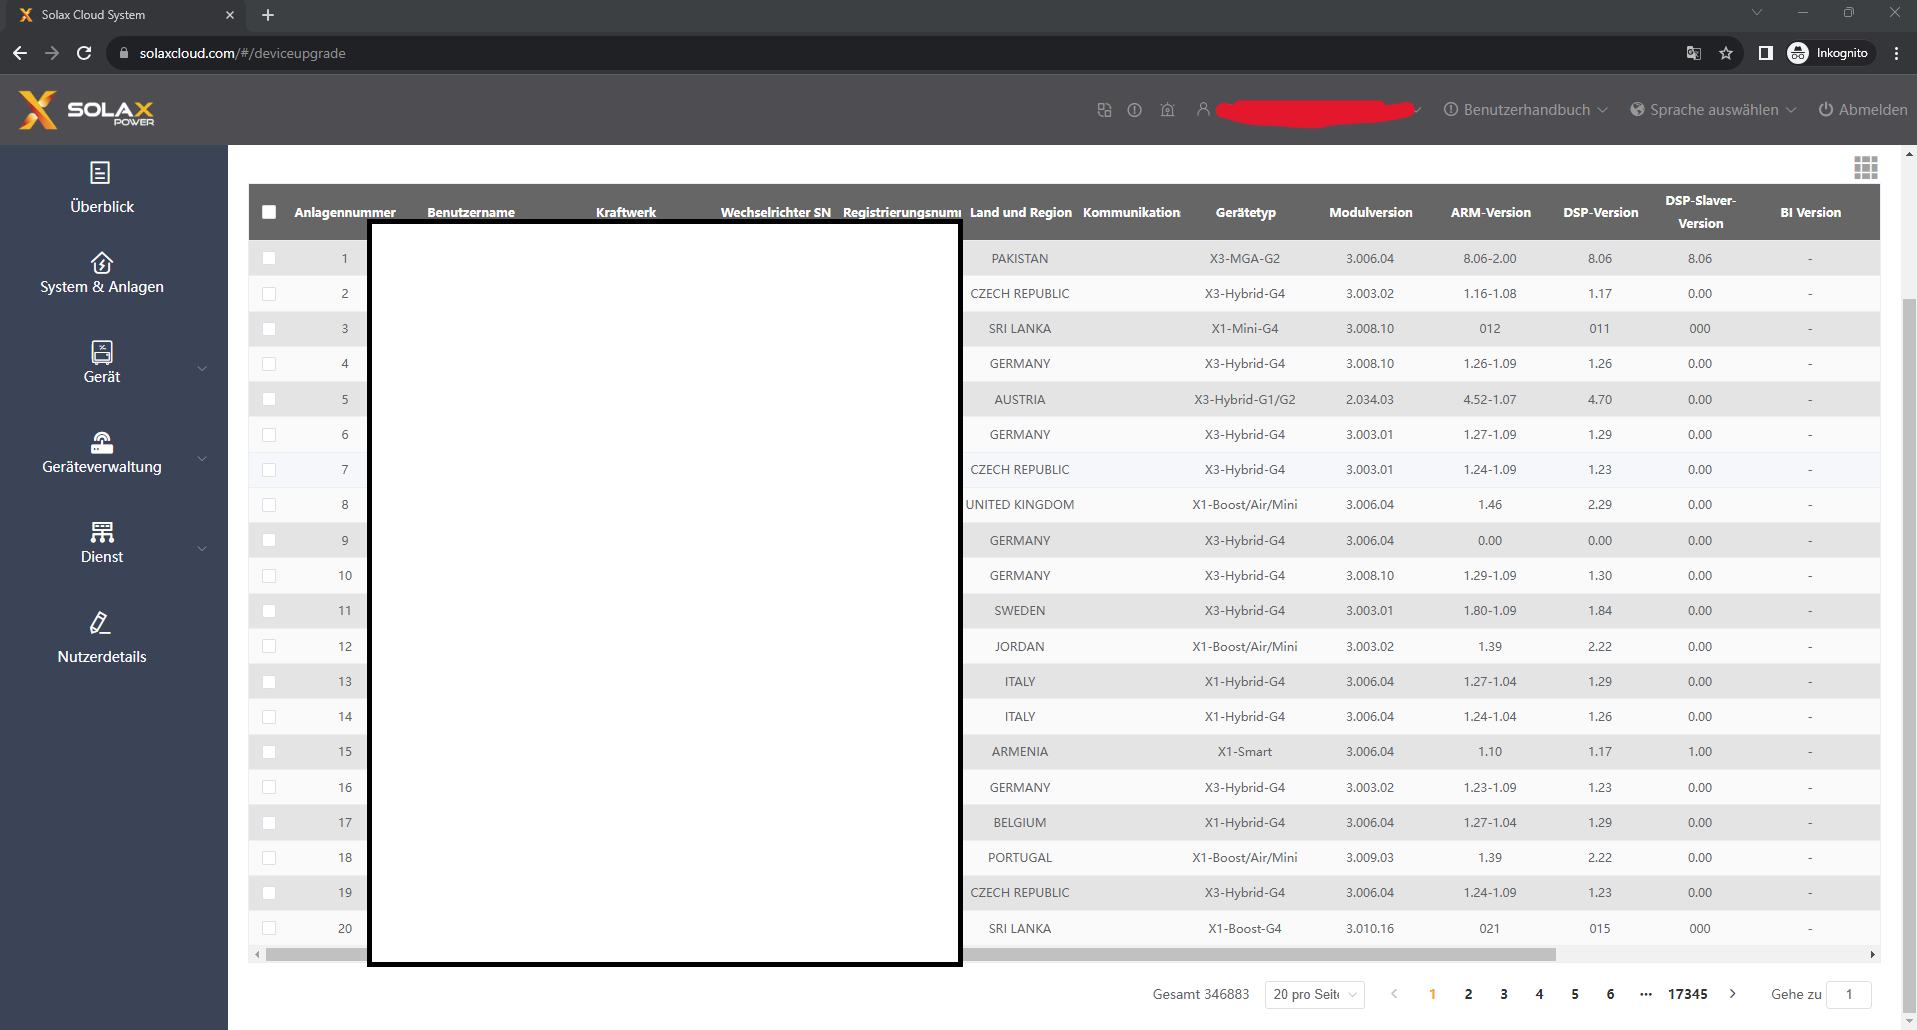 Solax Cloud System
solaxcloud.com/#/deviceupgrade
Inkognito
SOLAX
POWER
Benutzerhandbuch
Sprache auswählen
Abmelden
Überblick
System & Anlagen
Gerät
Geräteverwaltung
Dienst
Nutzerdetails
Anlagennummer Benutzername Kraftwerk Wechselrichter SN Registrierungsnum Land und Region Kommunikation Gerätetyp Modulversion ARM-Version DSP-Version DSP-Slaver-Version BI Version
1 PAKISTAN X3-MGA-G2 3.006.04 8.06-2.00 8.06 8.06 -
2 CZECH REPUBLIC X3-Hybrid-G4 3.003.02 1.16-1.08 1.17 0.00 -
3 SRI LANKA X1-Mini-G4 3.008.10 012 011 000 -
4 GERMANY X3-Hybrid-G4 3.008.10 1.26-1.09 1.26 0.00 -
5 AUSTRIA X3-Hybrid-G1/G2 2.034.03 4.52-1.07 4.70 0.00 -
6 GERMANY X3-Hybrid-G4 3.003.01 1.27-1.09 1.29 0.00 -
7 CZECH REPUBLIC X3-Hybrid-G4 3.003.01 1.24-1.09 1.23 0.00 -
8 UNITED KINGDOM X1-Boost/Air/Mini 3.006.04 1.46 2.29 0.00 -
9 GERMANY X3-Hybrid-G4 3.006.04 0.00 0.00 0.00 -
10 GERMANY X3-Hybrid-G4 3.008.10 1.29-1.09 1.30 0.00 -
11 SWEDEN X3-Hybrid-G4 3.003.01 1.80-1.09 1.84 0.00 -
12 JORDAN X1-Boost/Air/Mini 3.003.02 1.39 2.22 0.00 -
13 ITALY X1-Hybrid-G4 3.006.04 1.27-1.04 1.29 0.00 -
14 ITALY X1-Hybrid-G4 3.006.04 1.24-1.04 1.26 0.00 -
15 ARMENIA X1-Smart 3.006.04 1.10 1.17 1.00 -
16 GERMANY X3-Hybrid-G4 3.003.02 1.23-1.09 1.23 0.00 -
17 BELGIUM X1-Hybrid-G4 3.006.04 1.27-1.04 1.29 0.00 -
18 PORTUGAL X1-Boost/Air/Mini 3.009.03 1.39 2.22 0.00 -
19 CZECH REPUBLIC X3-Hybrid-G4 3.006.04 1.24-1.09 1.23 0.00 -
20 SRI LANKA X1-Boost-G4 3.010.16 021 015 000 -
Gesamt 346883 20 pro Seite 1 2 3 4 5 6 ••• 17345 Gehe zu 1